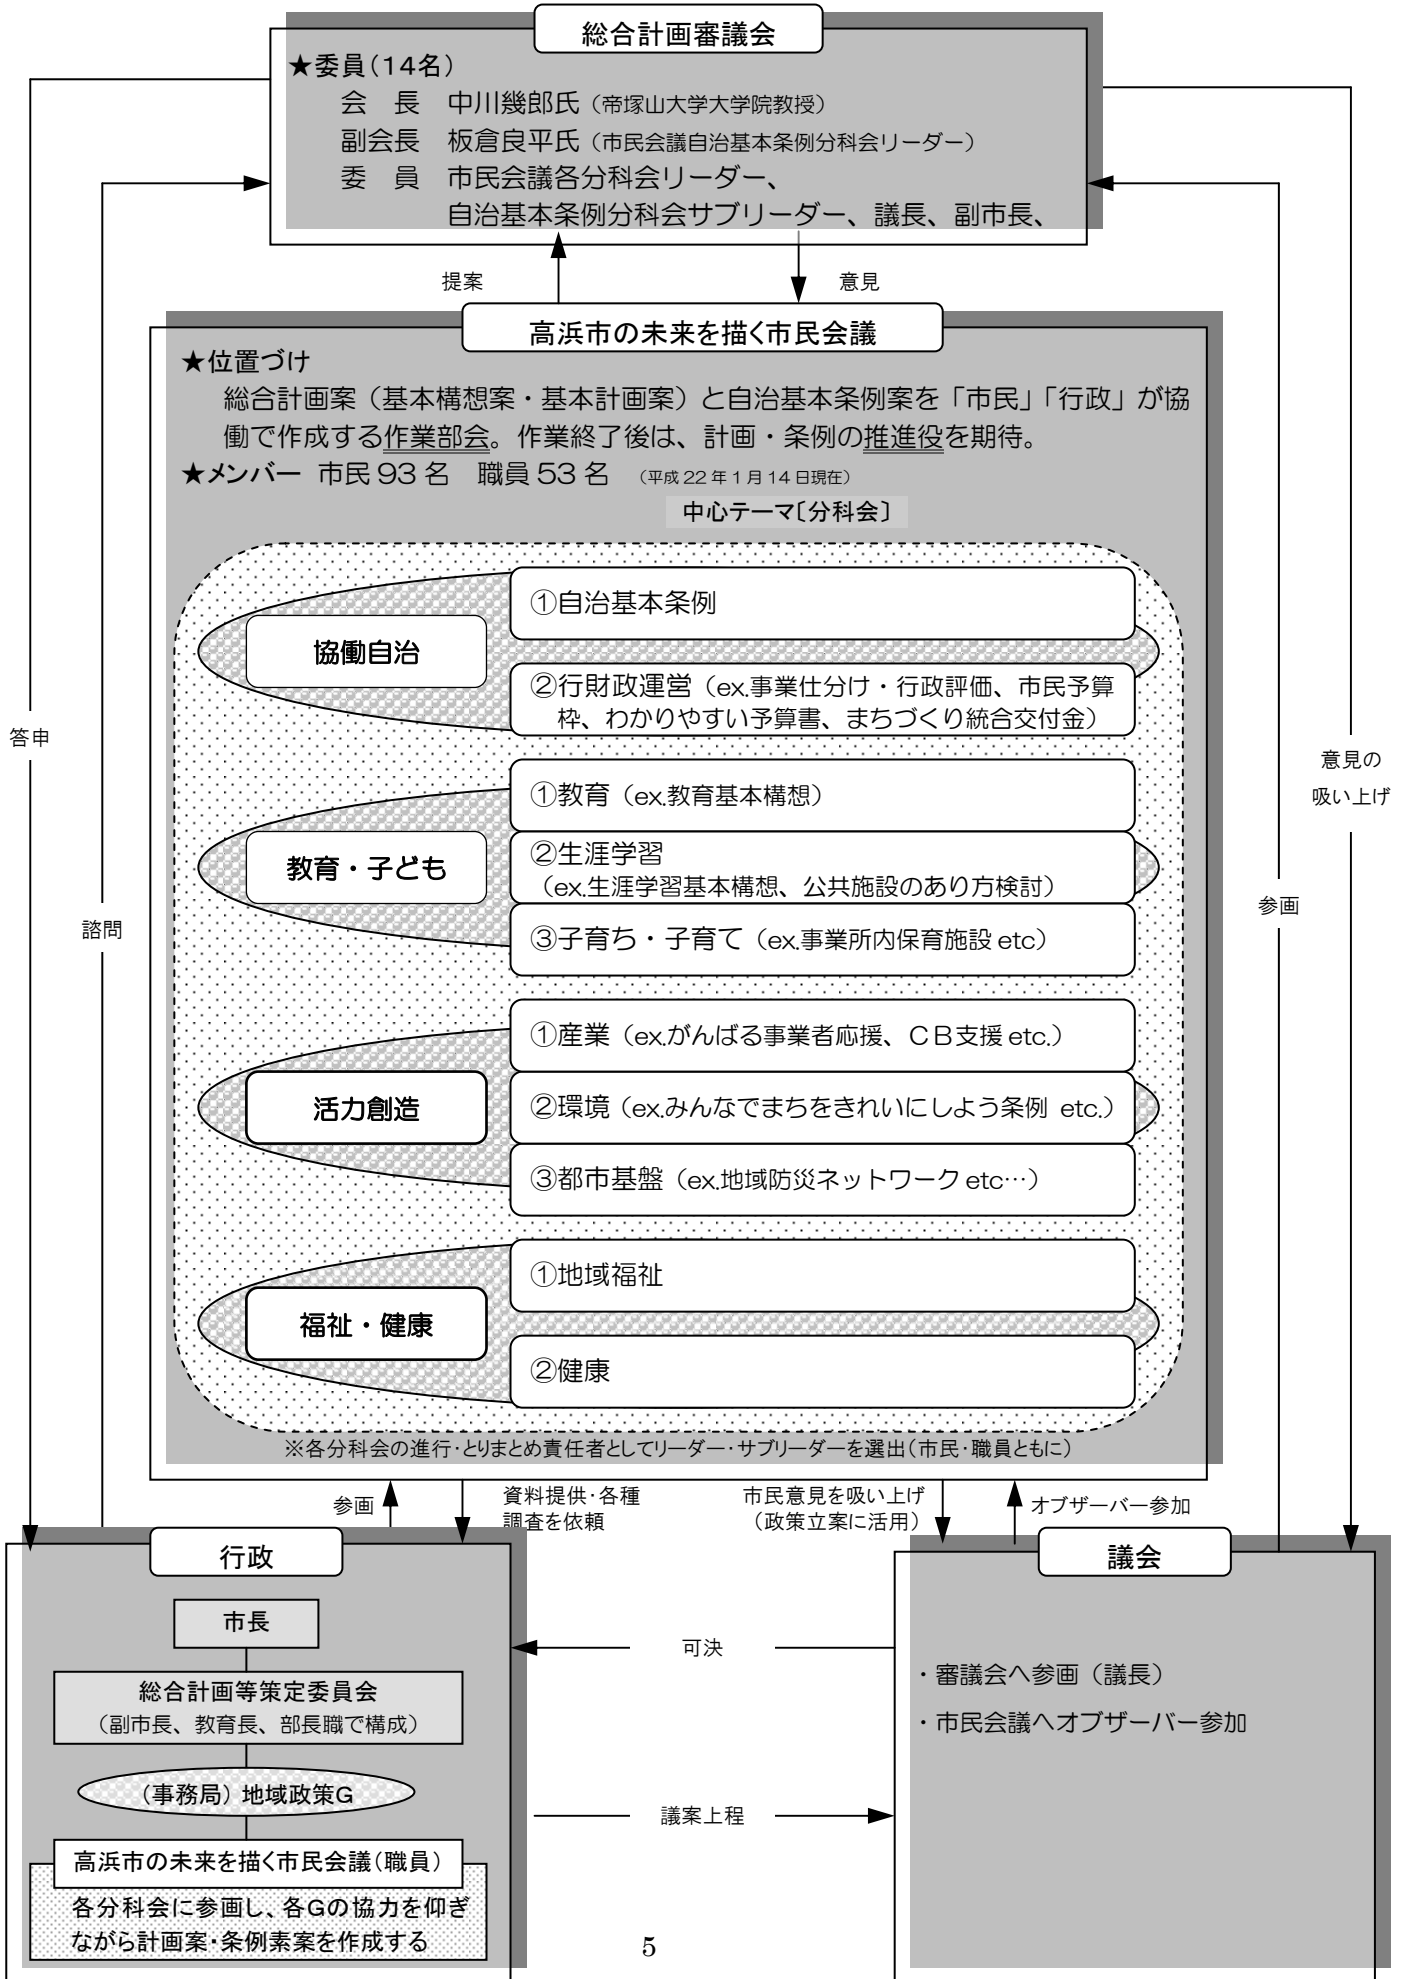 総合計画審議会
★委員（14名）
会　長　中川幾郎氏（帝塚山大学大学院教授）
副会長　板倉良平氏（市民会議自治基本条例分科会リーダー）
委　員　市民会議各分科会リーダー、
自治基本条例分科会サブリーダー、議長、副市長、
提案
意見
高浜市の未来を描く市民会議
★位置づけ
総合計画案（基本構想案・基本計画案）と自治基本条例案を「市民」「行政」が協
働で作成する作業部会。作業終了後は、計画・条例の推進役を期待。
★メンバー　市民93名　職員53名　（平成22年1月14日現在）
中心テーマ〔分科会〕
協働自治
①自治基本条例
②行財政運営（ex.事業仕分け・行政評価、市民予算
枠、わかりやすい予算書、まちづくり統合交付金）
教育・子ども
①教育（ex.教育基本構想）
②生涯学習
（ex.生涯学習基本構想、公共施設のあり方検討）
③子育ち・子育て（ex.事業所内保育施設 etc）
活力創造
①産業（ex.がんばる事業者応援、ＣＢ支援 etc.）
②環境（ex.みんなでまちをきれいにしよう条例 etc.）
③都市基盤（ex.地域防災ネットワーク etc…）
福祉・健康
①地域福祉
②健康
※各分科会の進行・とりまとめ責任者としてリーダー・サブリーダーを選出（市民・職員ともに）
答申
諮問
参画
意見の
吸い上げ
参画
資料提供・各種
調査を依頼
市民意見を吸い上げ
（政策立案に活用）
オブザーバー参加
行政
市長
総合計画等策定委員会
（副市長、教育長、部長職で構成）
（事務局）地域政策G
高浜市の未来を描く市民会議（職員）
各分科会に参画し、各Gの協力を仰ぎ
ながら計画案・条例素案を作成する
可決
議案上程
議会
・審議会へ参画（議長）
・市民会議へオブザーバー参加
5